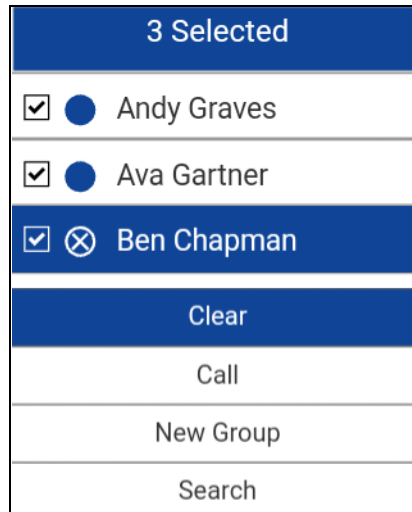 3 Selected
Andy Graves
Ava Gartner
Ben Chapman
Clear
Call
New Group
Search